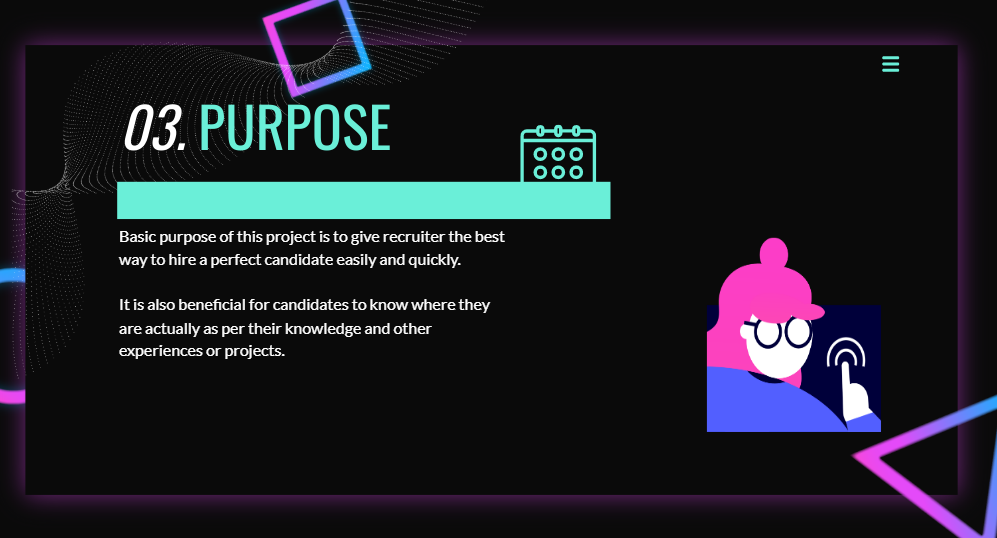 03. PURPOSE
Basic purpose of this project is to give recruiter the best
way to hire a perfect candidate easily and quickly.
It is also beneficial for candidates to know where they
are actually as per their knowledge and other
experiences or projects.